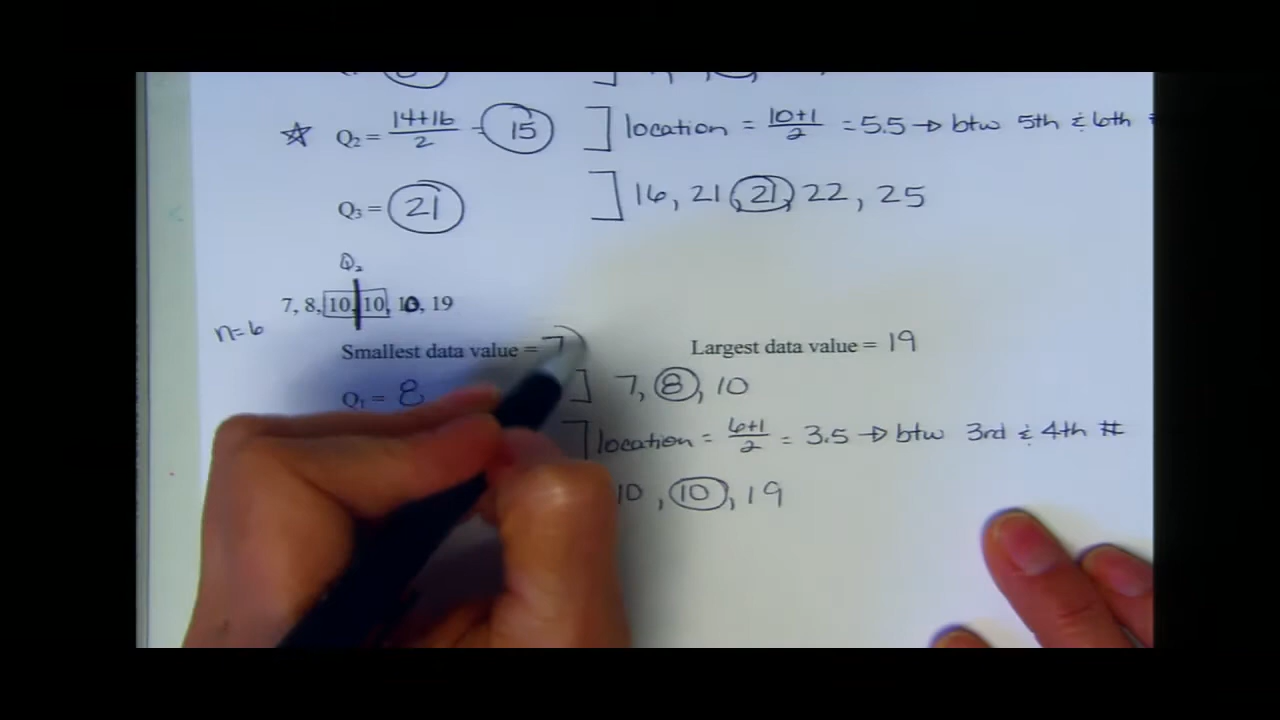 ☆ Q₂ = 14+16/2 = 15 ] location = 10+1/2 = 5.5 → btw 5th & 6th
Q₃ = 21 ] 16, 21, 21, 22, 25
Q₂
7, 8, 10, 10, 10, 19
n=6
Smallest data value = 7 Largest data value = 19
Q₁ = 8 ] 7, 8, 10
] location = 6+1/2 = 3.5 → btw 3rd & 4th #
10, 10, 19